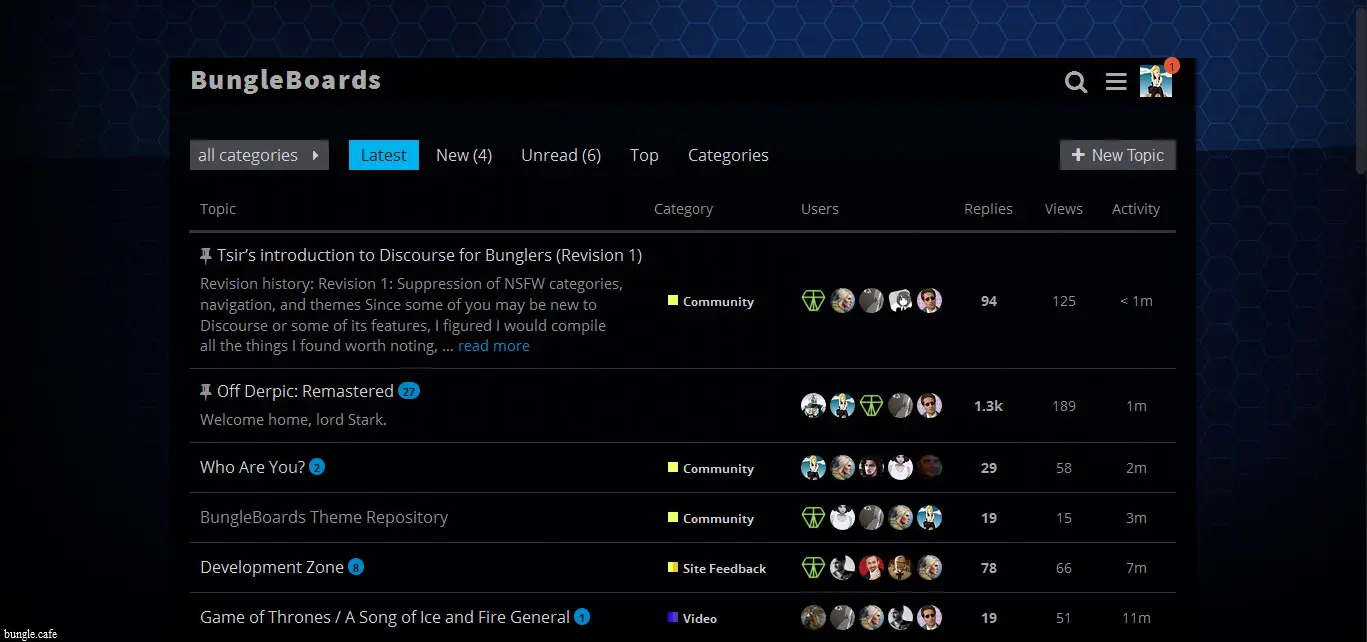 BungleBoards
1
all categories
Latest
New (4)
Unread (6)
Top
Categories
New Topic
Topic
Category
Users
Replies
Views
Activity
Tsir’s introduction to Discourse for Bunglers (Revision 1)
Revision history: Revision 1: Suppression of NSFW categories,
navigation, and themes Since some of you may be new to
Discourse or some of its features, I figured I would compile
all the things I found worth noting, ... read more
Community
94
125
< 1m
Off Derpic: Remastered 27
Welcome home, lord Stark.
1.3k
189
1m
Who Are You? 2
Community
29
58
2m
BungleBoards Theme Repository
Community
19
15
3m
Development Zone 8
Site Feedback
78
66
7m
Game of Thrones / A Song of Ice and Fire General 1
Video
19
51
11m
bungle.cafe